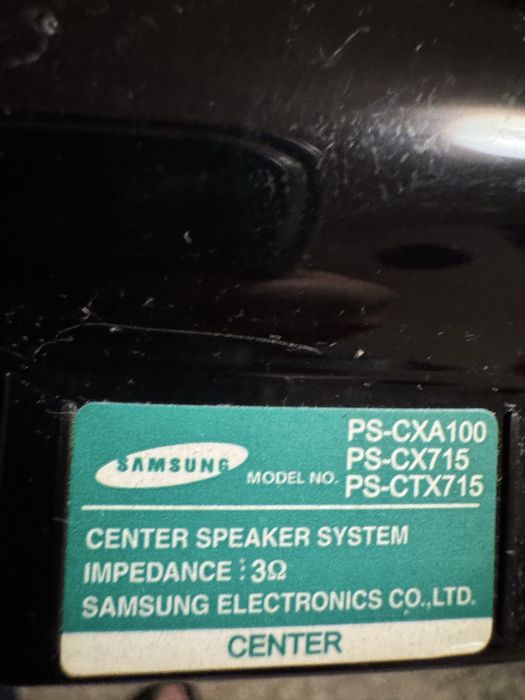 PS-CXA100
SAMSUNG MODEL NO. PS-CX715
PS-CTX715
CENTER SPEAKER SYSTEM
IMPEDANCE : 3Ω
SAMSUNG ELECTRONICS CO.,LTD.
CENTER